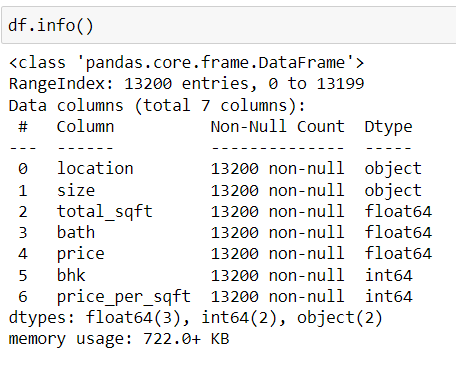 df.info()
<class 'pandas.core.frame.DataFrame'>
RangeIndex: 13200 entries, 0 to 13199
Data columns (total 7 columns):
 #   Column          Non-Null Count  Dtype
---  ------          --------------  -----
 0   location        13200 non-null  object
 1   size            13200 non-null  object
 2   total_sqft      13200 non-null  float64
 3   bath            13200 non-null  float64
 4   price           13200 non-null  float64
 5   bhk             13200 non-null  int64
 6   price_per_sqft  13200 non-null  int64
dtypes: float64(3), int64(2), object(2)
memory usage: 722.0+ KB